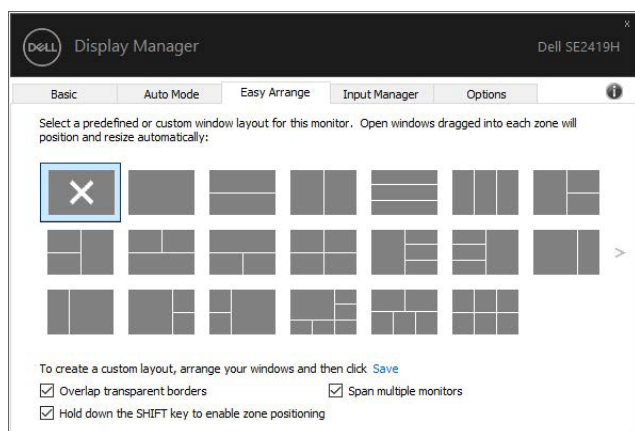 x
DELL Display Manager Dell SE2419H
Basic Auto Mode Easy Arrange Input Manager Options
Select a predefined or custom window layout for this monitor. Open windows dragged into each zone will
position and resize automatically:
>
To create a custom layout, arrange your windows and then click Save
Overlap transparent borders Span multiple monitors
Hold down the SHIFT key to enable zone positioning